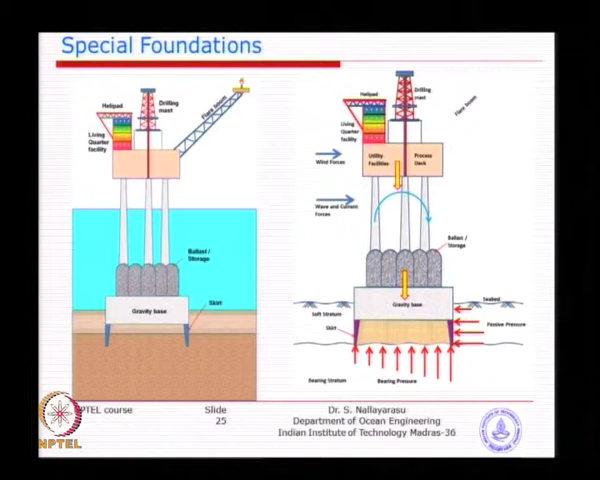 Special Foundations
Helipad
Drilling
mast
Flare boom
Living
Quarter
facility
Ballast /
Storage
Skirt
Gravity base
Helipad
Drilling
mast
Flare boom
Living
Quarter
facility
Utility
Facilities
Process
Deck
Wind Forces
Wave and Current
Forces
Ballast /
Storage
Gravity base
Seabed
Soft Stratum
Skirt
Passive Pressure
Bearing Stratum
Bearing Pressure
PTEL course
Slide
25
Dr. S. Nallayarasu
Department of Ocean Engineering
Indian Institute of Technology Madras-36
NPTEL